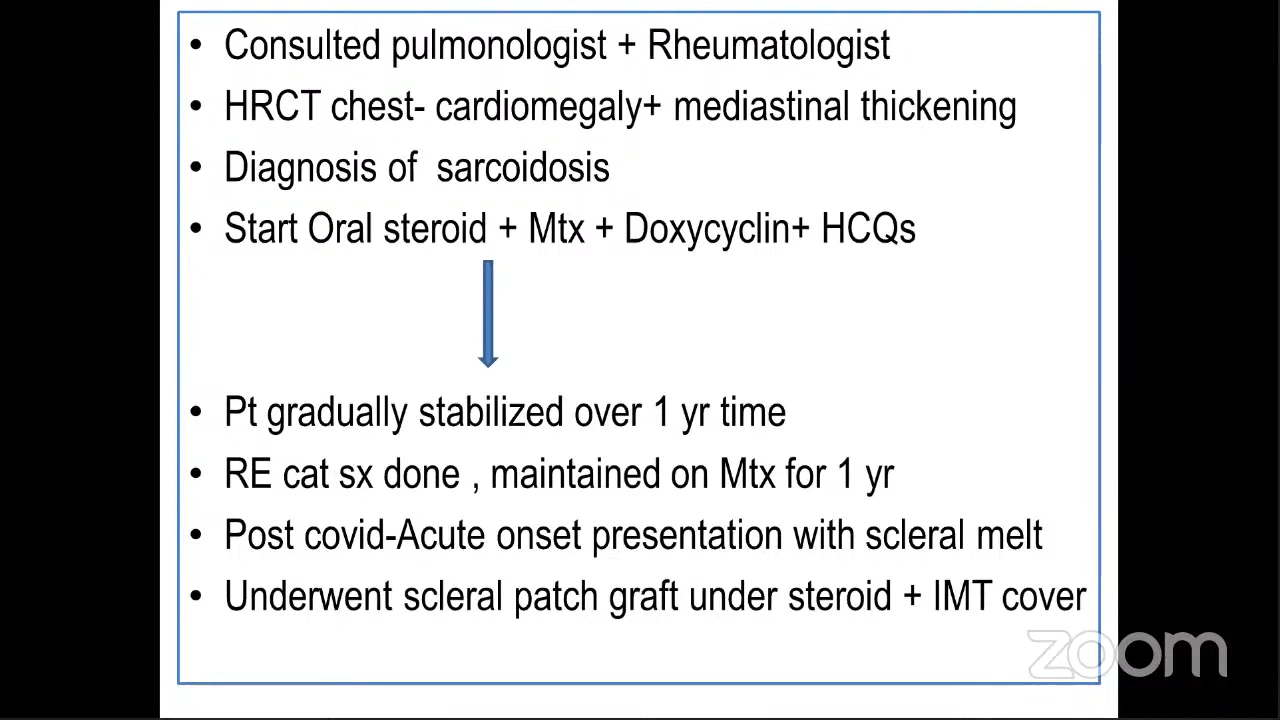 • Consulted pulmonologist + Rheumatologist
• HRCT chest- cardiomegaly+ mediastinal thickening
• Diagnosis of sarcoidosis
• Start Oral steroid + Mtx + Doxycyclin+ HCQs
• Pt gradually stabilized over 1 yr time
• RE cat sx done , maintained on Mtx for 1 yr
• Post covid-Acute onset presentation with scleral melt
• Underwent scleral patch graft under steroid + IMT cover
zoom